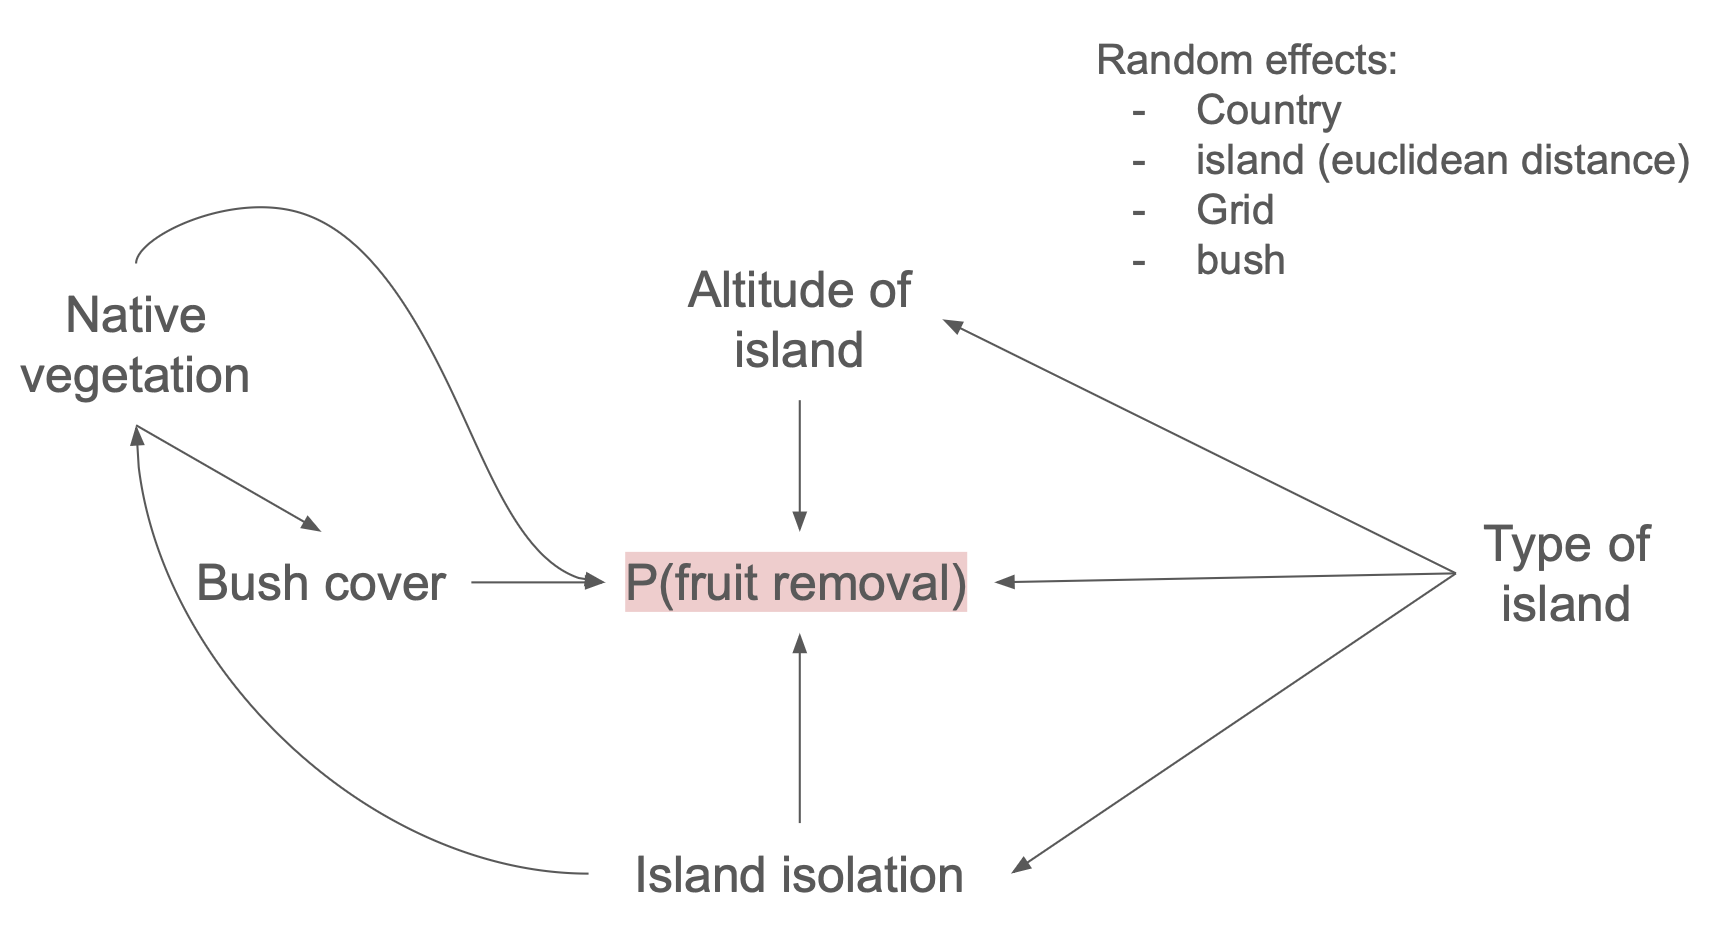 Random effects:
- Country
- island (euclidean distance)
- Grid
- bush
Altitude of
island
Native
vegetation
Type of
island
Bush cover
P(fruit removal)
Island isolation